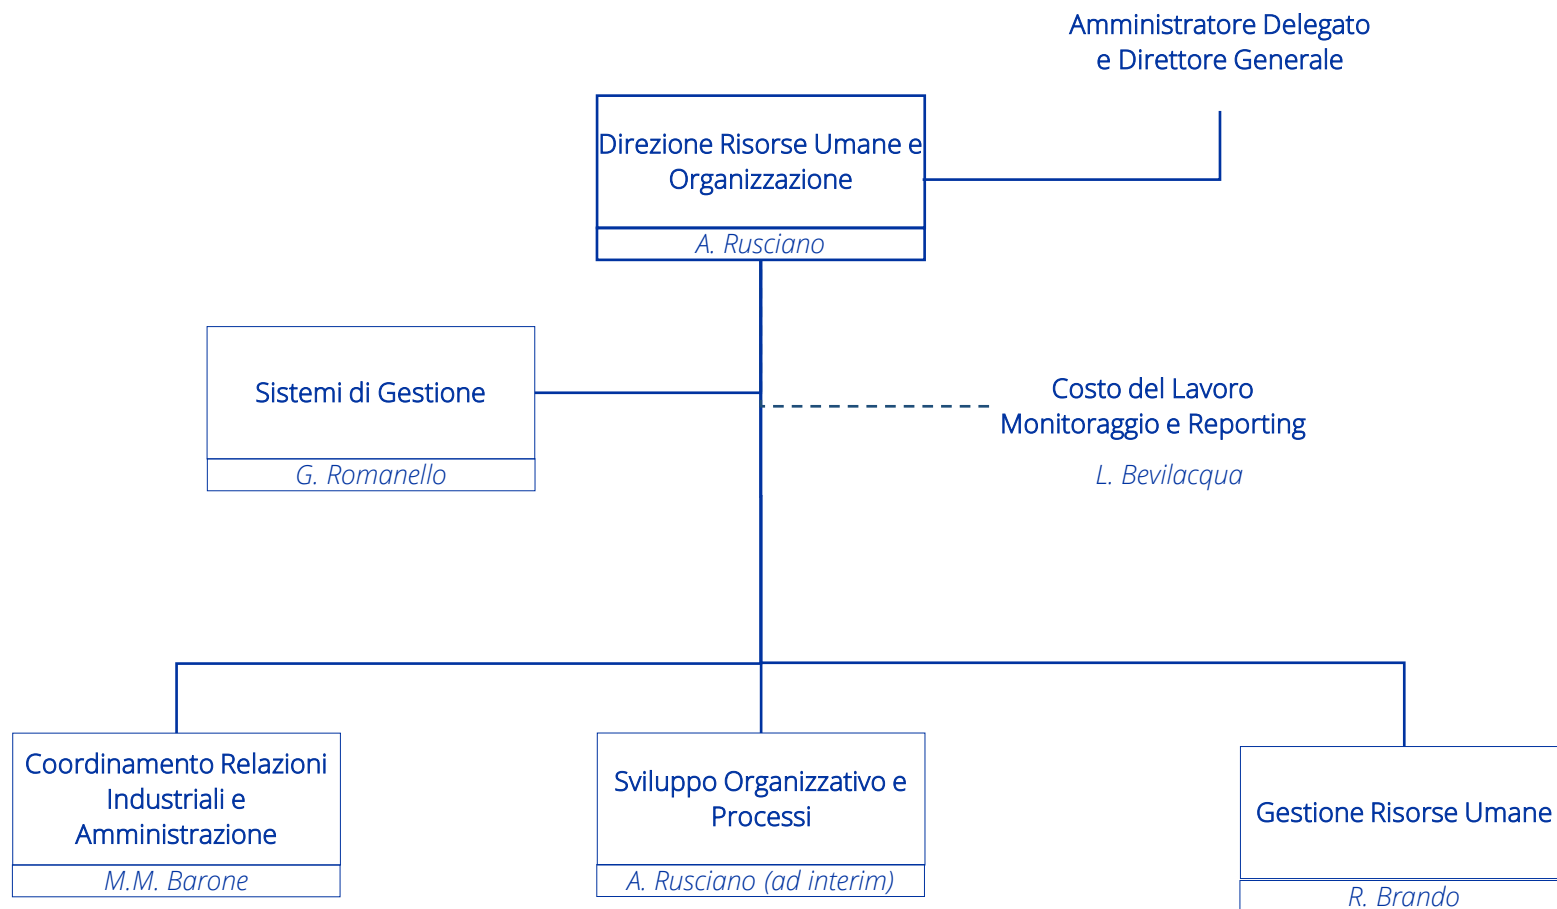 Amministratore Delegato
e Direttore Generale
Direzione Risorse Umane e
Organizzazione
A. Rusciano
Sistemi di Gestione
G. Romanello
Costo del Lavoro
Monitoraggio e Reporting
L. Bevilacqua
Coordinamento Relazioni
Industriali e
Amministrazione
M.M. Barone
Sviluppo Organizzativo e
Processi
A. Rusciano (ad interim)
Gestione Risorse Umane
R. Brando